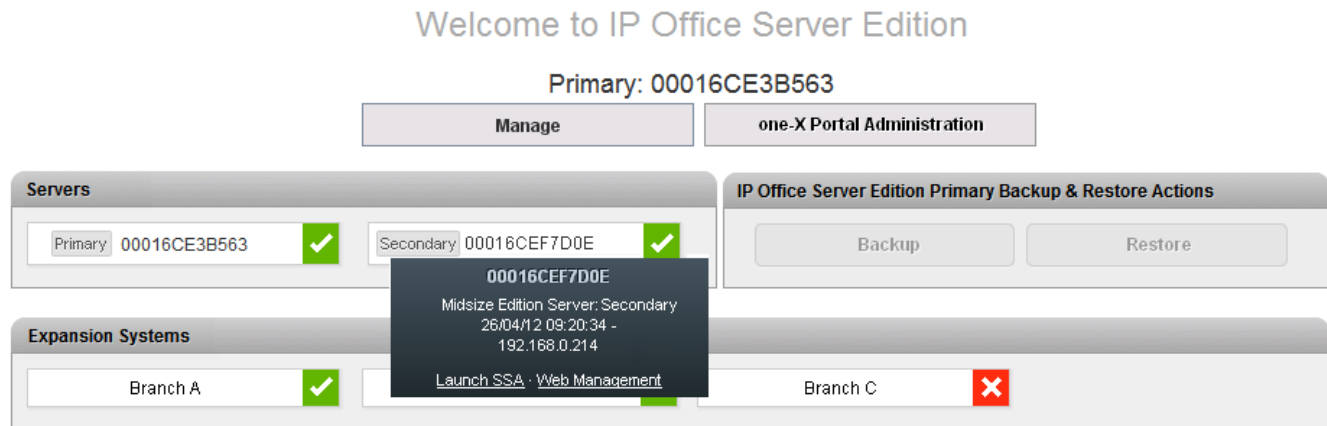 Welcome to IP Office Server Edition
Primary: 00016CE3B563
Manage
one-X Portal Administration
Servers
Primary 00016CE3B563
Secondary 00016CEF7D0E
00016CEF7D0E
Midsize Edition Server: Secondary
26/04/12 09:20:34 -
192.168.0.214
Launch SSA · Web Management
IP Office Server Edition Primary Backup & Restore Actions
Backup
Restore
Expansion Systems
Branch A
Branch C